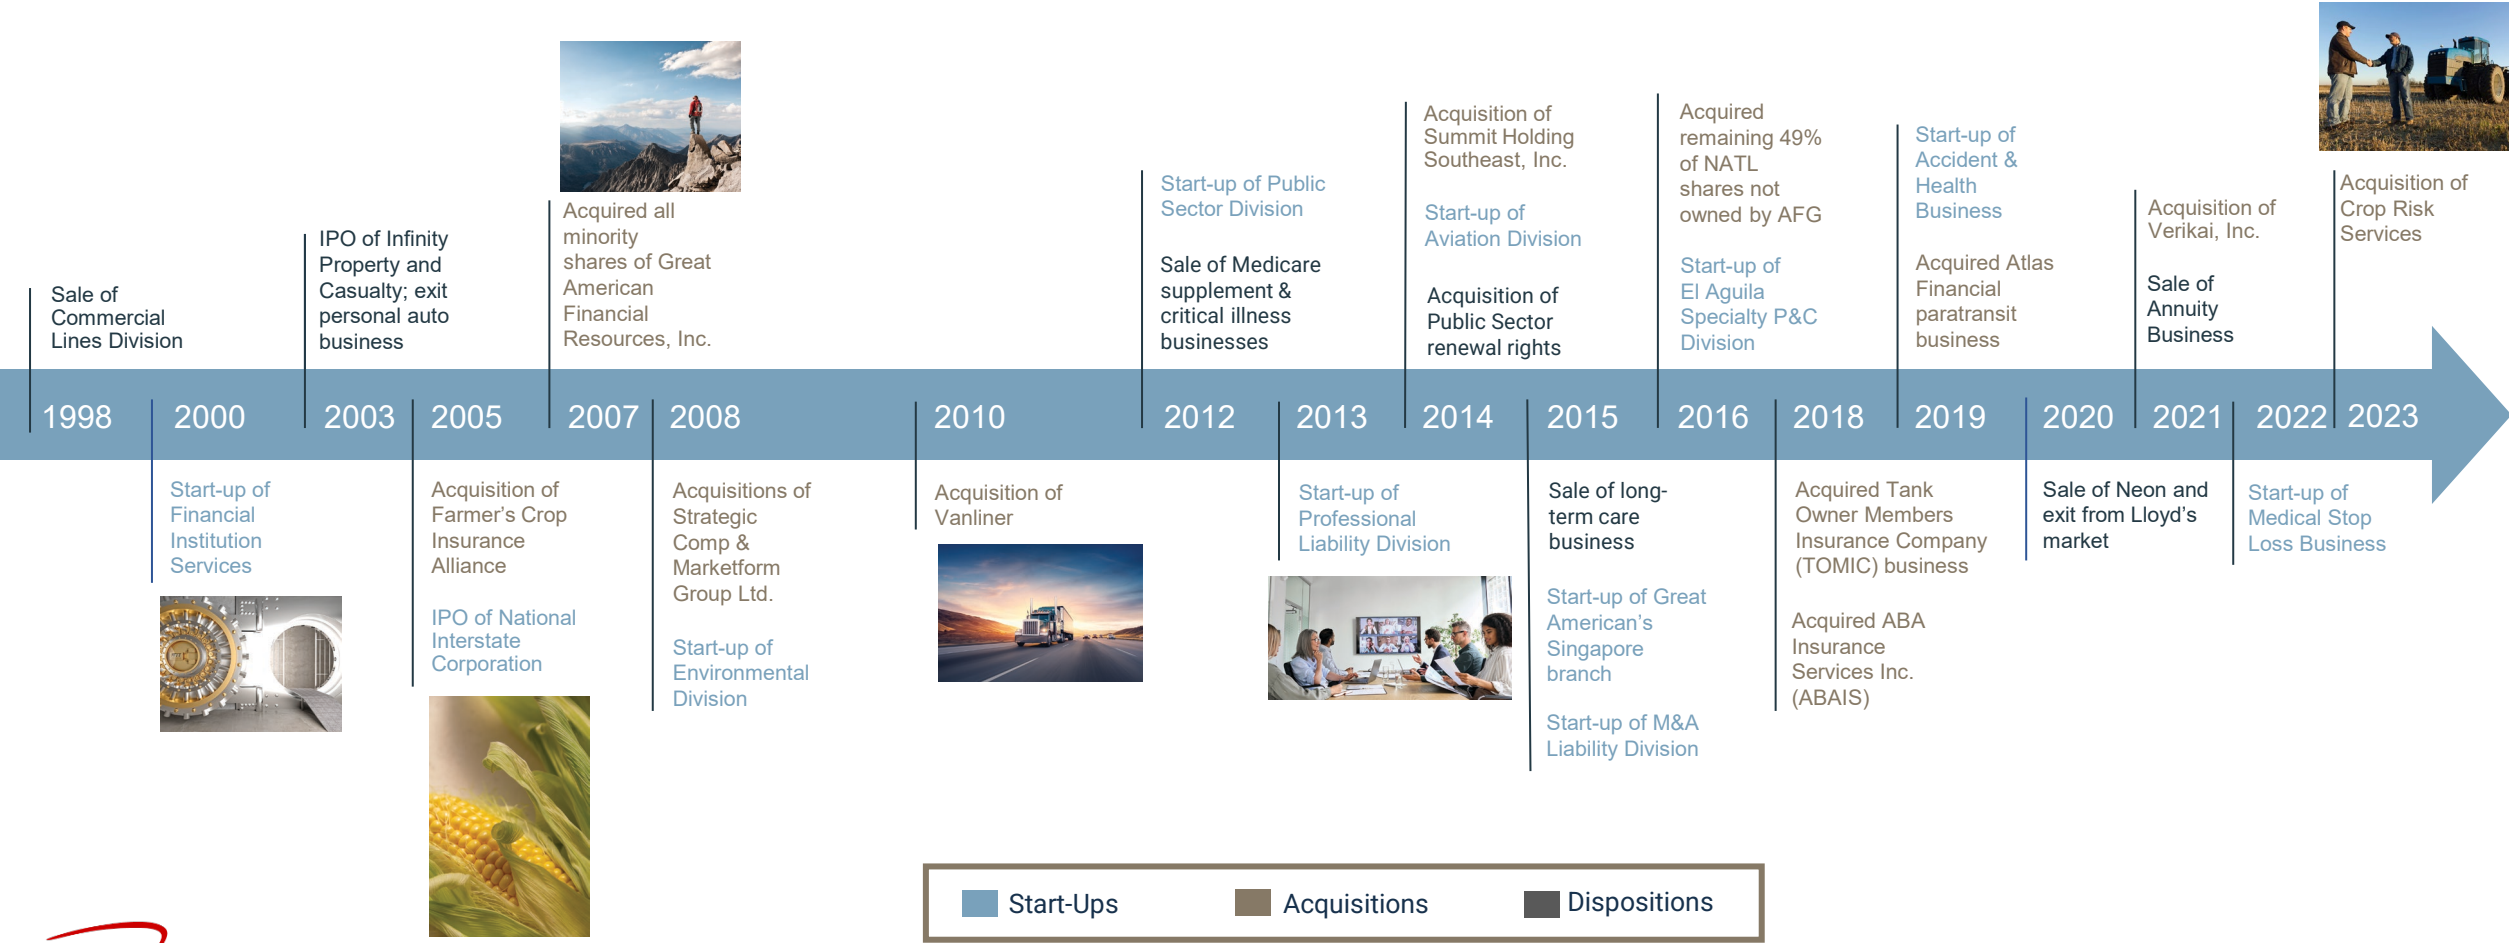 Sale of
Commercial
Lines Division
IPO of Infinity
Property and
Casualty; exit
personal auto
business
Acquired all
minority
shares of Great
American
Financial
Resources, Inc.
Start-up of Public
Sector Division
Sale of Medicare
supplement &
critical illness
businesses
Acquisition of
Summit Holding
Southeast, Inc.
Start-up of
Aviation Division
Acquisition of
Public Sector
renewal rights
Acquired
remaining 49%
of NATL
shares not
owned by AFG
Start-up of
El Aguila
Specialty P&C
Division
Start-up of
Accident &
Health
Business
Acquired Atlas
Financial
paratransit
business
Acquisition of
Verikai, Inc.
Sale of
Annuity
Business
Acquisition of
Crop Risk
Services
1998 2000 2003 2005 2007 2008 2010 2012 2013 2014 2015 2016 2018 2019 2020 2021 2022 2023
Start-up of
Financial
Institution
Services
Acquisition of
Farmer’s Crop
Insurance
Alliance
IPO of National
Interstate
Corporation
Acquisitions of
Strategic
Comp &
Marketform
Group Ltd.
Start-up of
Environmental
Division
Acquisition of
Vanliner
Start-up of
Professional
Liability Division
Sale of long-
term care
business
Start-up of Great
American’s
Singapore
branch
Start-up of M&A
Liability Division
Acquired Tank
Owner Members
Insurance Company
(TOMIC) business
Acquired ABA
Insurance
Services Inc.
(ABAIS)
Sale of Neon and
exit from Lloyd’s
market
Start-up of
Medical Stop
Loss Business
Start-Ups Acquisitions Dispositions